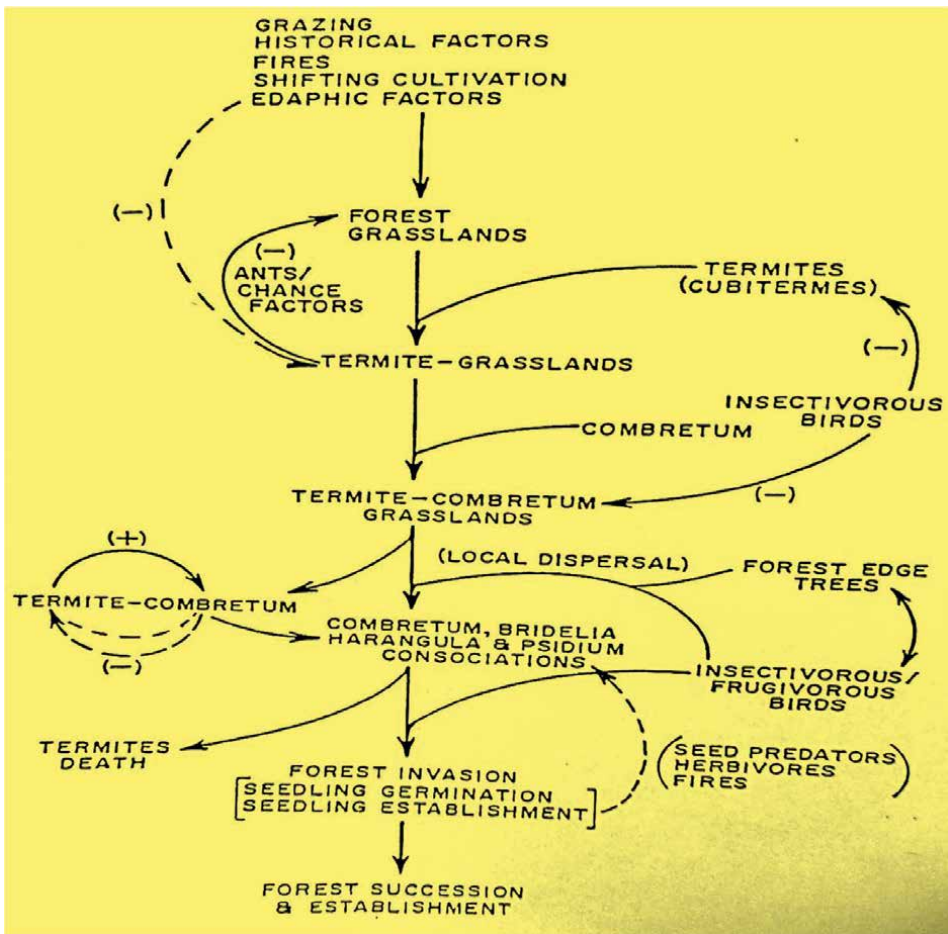 GRAZING
HISTORICAL FACTORS
FIRES
SHIFTING CULTIVATION
EDAPHIC FACTORS
(—)
FOREST
GRASSLANDS
(—)
ANTS/
CHANCE
FACTORS
TERMITES
(CUBITERMES)
(—)
TERMITE-GRASSLANDS
INSECTIVOROUS
BIRDS
COMBRETUM
(—)
TERMITE-COMBRETUM
GRASSLANDS
(+)
(LOCAL DISPERSAL)
FOREST EDGE
TREES
TERMITE-COMBRETUM
(—)
COMBRETUM, BRIDELIA
HARANGULA & PSIDIUM
CONSOCIATIONS
INSECTIVOROUS/
FRUGIVOROUS
BIRDS
TERMITES
DEATH
(SEED PREDATORS
HERBIVORES
FIRES)
FOREST INVASION
[SEEDLING GERMINATION
SEEDLING ESTABLISHMENT]
FOREST SUCCESSION
& ESTABLISHMENT